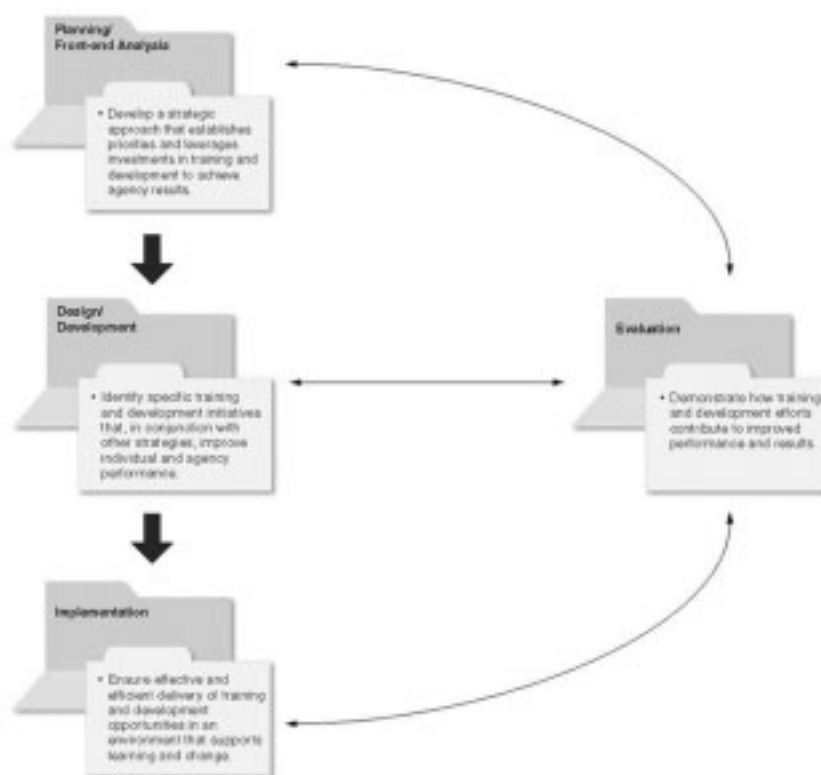 Planning/
Front-end Analysis
• Develop a strategic
approach that establishes
priorities and leverages
investments in training and
development to achieve
agency results.
Design/
Development
• Identify specific training
and development initiatives
that, in conjunction with
other strategies, improve
individual and agency
performance.
Evaluation
• Demonstrate how training
and development efforts
contribute to improved
performance and results.
Implementation
• Ensure effective and
efficient delivery of training
and development
opportunities in an
environment that supports
learning and change.